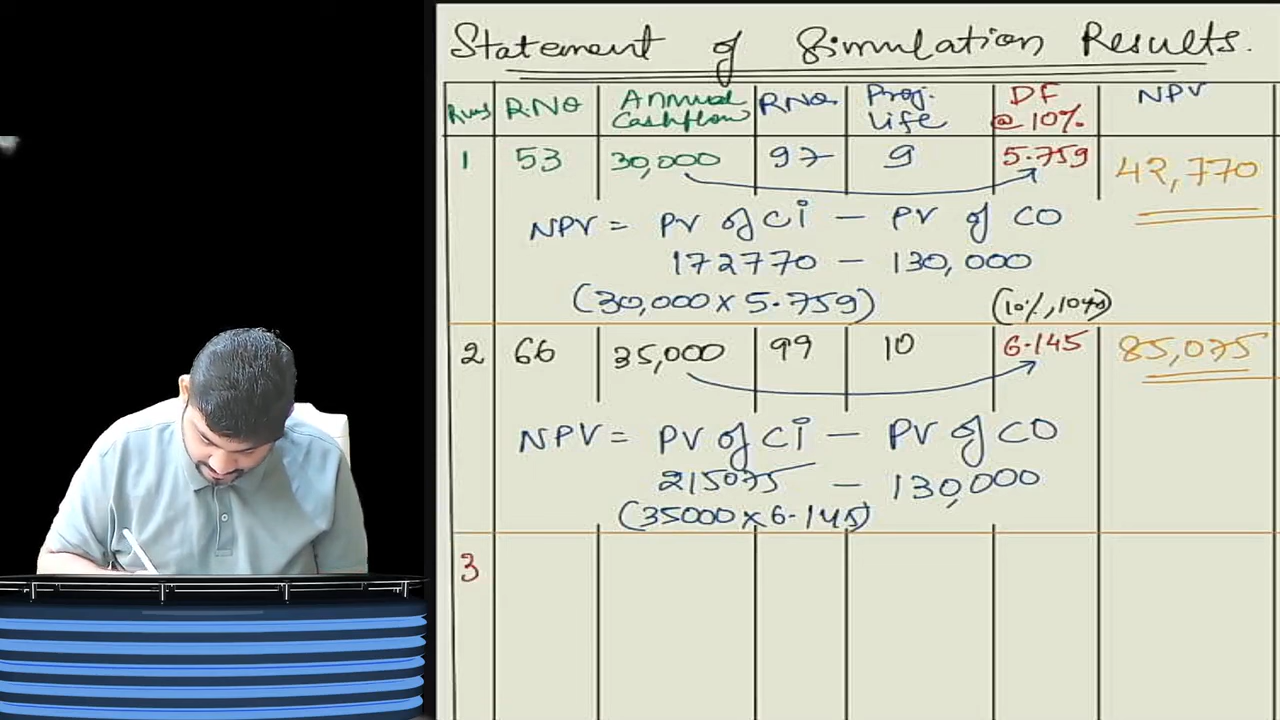 Statement of Simulation Results.
Runs R.NO Annual Cashflow R.NO. Proj. Life DF @ 10% NPV
1 53 30,000 97 9 5.759 42,770
NPV = PV of CI – PV of CO
172770 – 130,000
(30,000 × 5.759)
(10%, 10yrs)
2 66 35,000 99 10 6.145 85,075
NPV = PV of CI – PV of CO
215075 – 130,000
(35000 × 6.145)
3